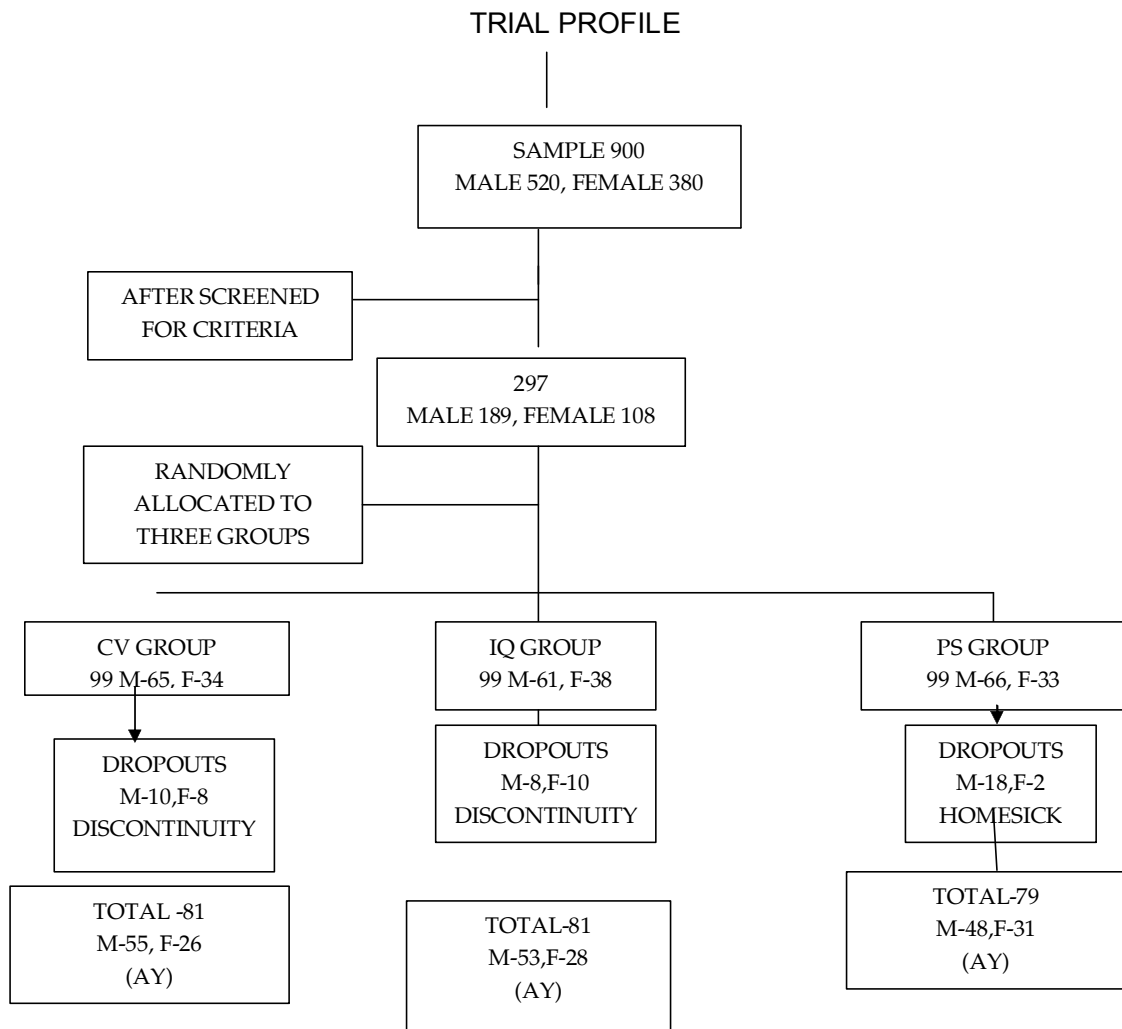 TRIAL PROFILE
SAMPLE 900
MALE 520, FEMALE 380
AFTER SCREENED
FOR CRITERIA
297
MALE 189, FEMALE 108
RANDOMLY
ALLOCATED TO
THREE GROUPS
CV GROUP
99 M-65, F-34
IQ GROUP
99 M-61, F-38
PS GROUP
99 M-66, F-33
DROPOUTS
M-10,F-8
DISCONTINUITY
DROPOUTS
M-8,F-10
DISCONTINUITY
DROPOUTS
M-18,F-2
HOMESICK
TOTAL -81
M-55, F-26
(AY)
TOTAL-81
M-53,F-28
(AY)
TOTAL-79
M-48,F-31
(AY)